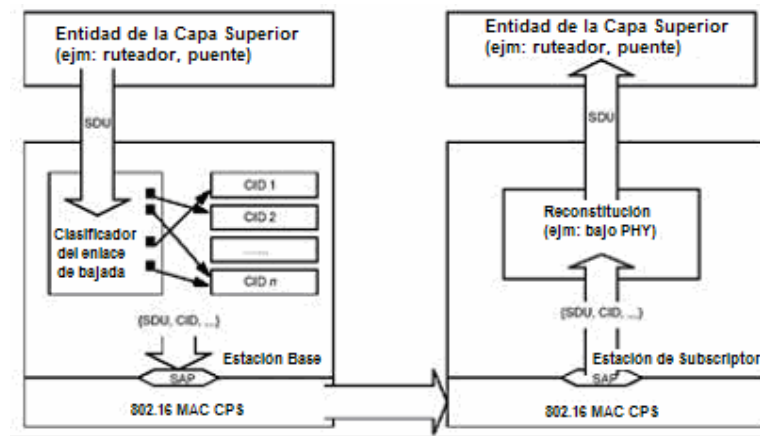 Entidad de la Capa Superior
(ejm: ruteador, puente)
SDU
Clasificador
del enlace
de bajada
CID 1
CID 2
.......
CID n
{SDU, CID, ...}
Estación Base
SAP
802.16 MAC CPS
Entidad de la Capa Superior
(ejm: ruteador, puente)
SDU
Reconstitución
(ejm: bajo PHY)
{SDU, CID, ...}
Estación de Subscriptor
SAP
802.16 MAC CPS